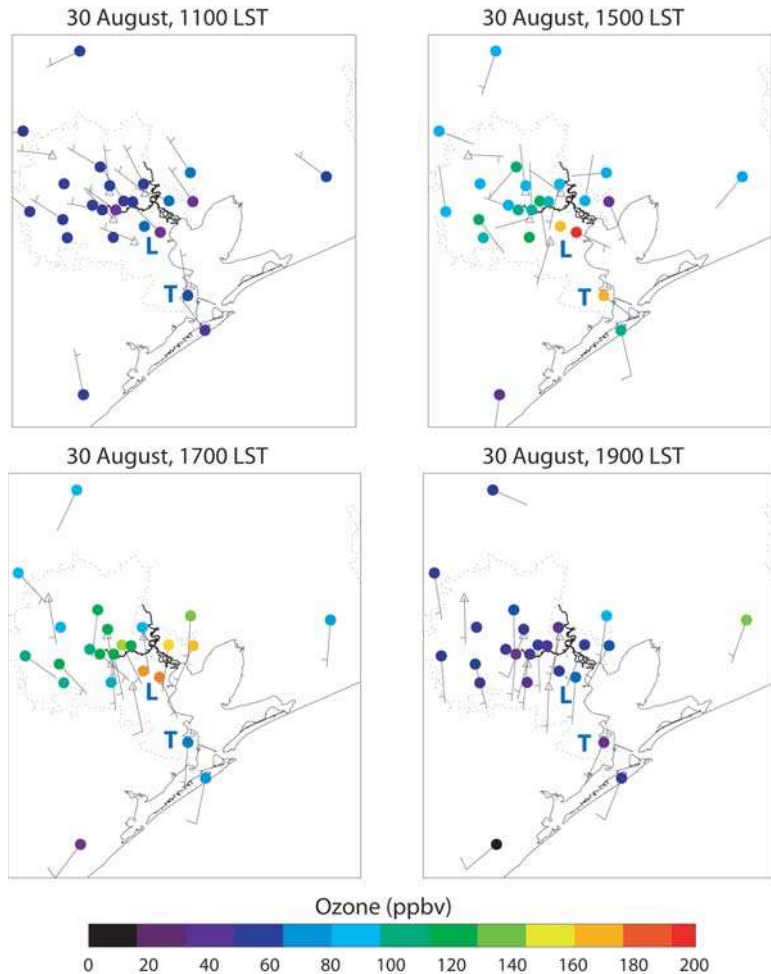 30 August, 1100 LST
30 August, 1500 LST
L
T
L
T
30 August, 1700 LST
30 August, 1900 LST
L
T
L
T
Ozone (ppbv)
0 20 40 60 80 100 120 140 160 180 200